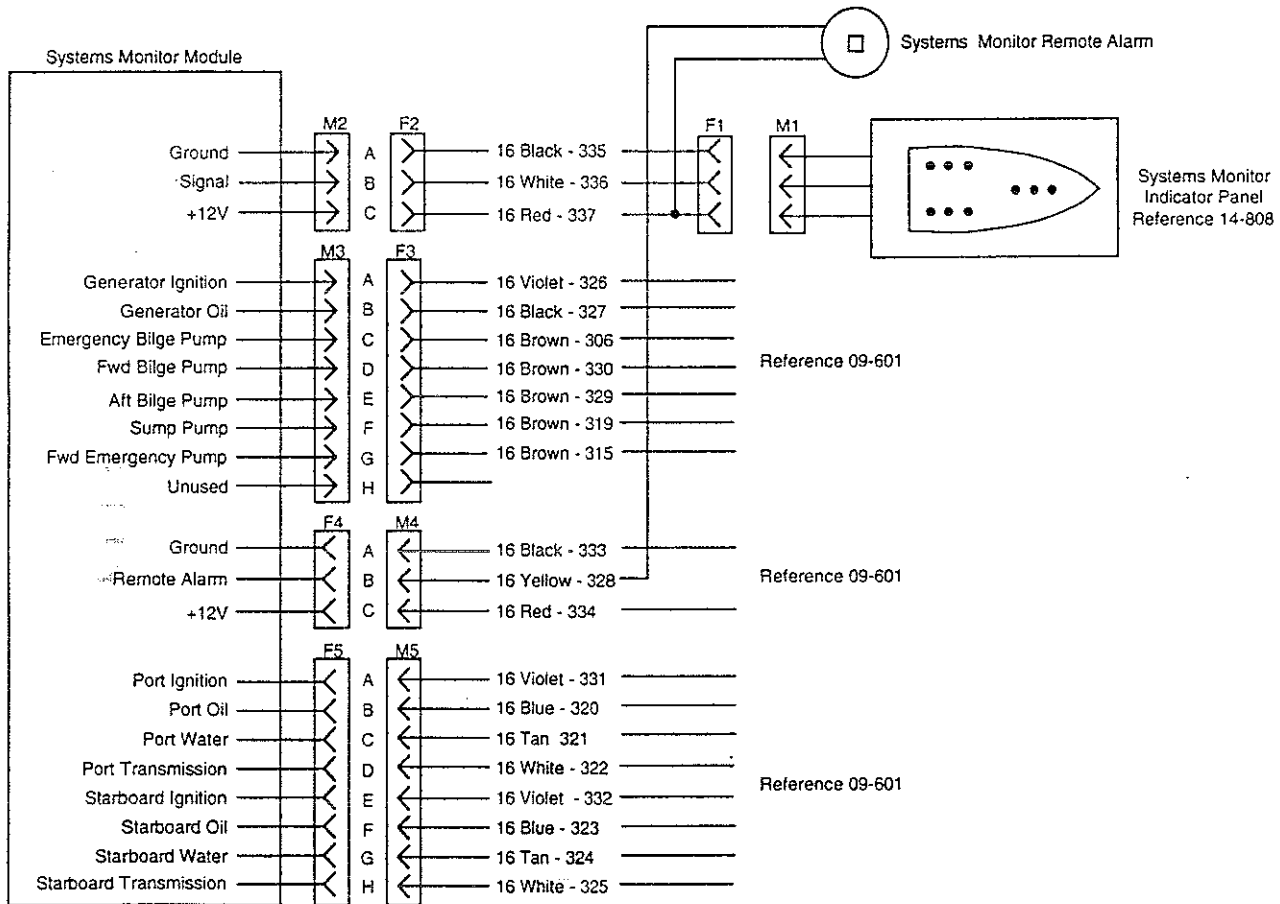 Systems Monitor Remote Alarm
Systems Monitor Module
M2 F2 F1 M1
Ground A 16 Black - 335
Signal B 16 White - 336
+12V C 16 Red - 337
Systems Monitor
Indicator Panel
Reference 14-808
M3 F3
Generator Ignition A 16 Violet - 326
Generator Oil B 16 Black - 327
Emergency Bilge Pump C 16 Brown - 306
Fwd Bilge Pump D 16 Brown - 330
Reference 09-601
Aft Bilge Pump E 16 Brown - 329
Sump Pump F 16 Brown - 319
Fwd Emergency Pump G 16 Brown - 315
Unused H
F4 M4
Ground A 16 Black - 333
Remote Alarm B 16 Yellow - 328 Reference 09-601
+12V C 16 Red - 334
F5 M5
Port Ignition A 16 Violet - 331
Port Oil B 16 Blue - 320
Port Water C 16 Tan 321
Port Transmission D 16 White - 322
Reference 09-601
Starboard Ignition E 16 Violet - 332
Starboard Oil F 16 Blue - 323
Starboard Water G 16 Tan - 324
Starboard Transmission H 16 White - 325